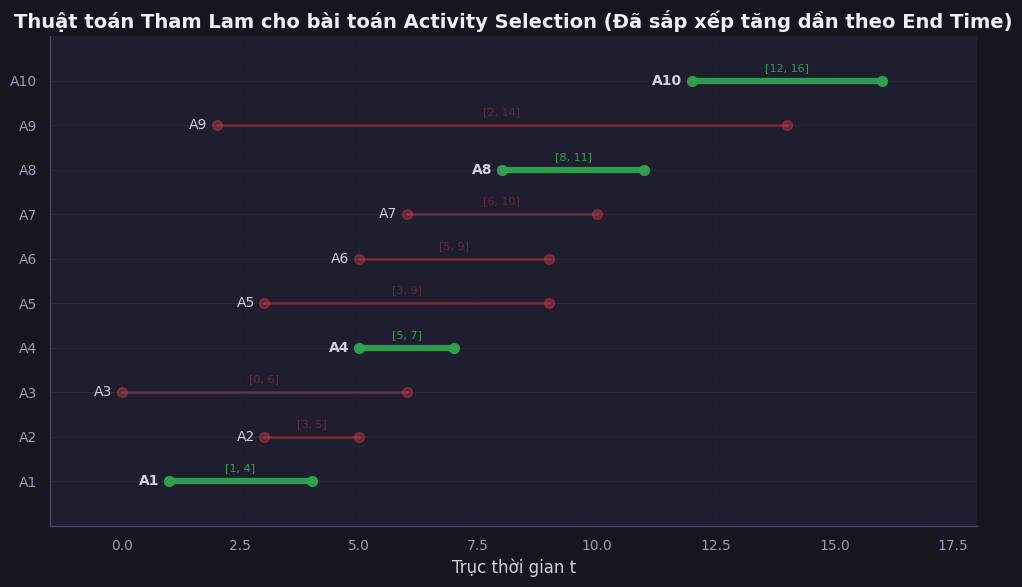 Thuật toán Tham Lam cho bài toán Activity Selection (Đã sắp xếp tăng dần theo End Time)
[12, 16]
A10 A10
[2, 14]
A9 A9
[8, 11]
A8 A8
[6, 10]
A7 A7
[5, 9]
A6 A6
[3, 9]
A5 A5
[5, 7]
A4 A4
[0, 6]
A3 A3
[3, 5]
A2 A2
[1, 4]
A1 A1
0.0 2.5 5.0 7.5 10.0 12.5 15.0 17.5
Trục thời gian t